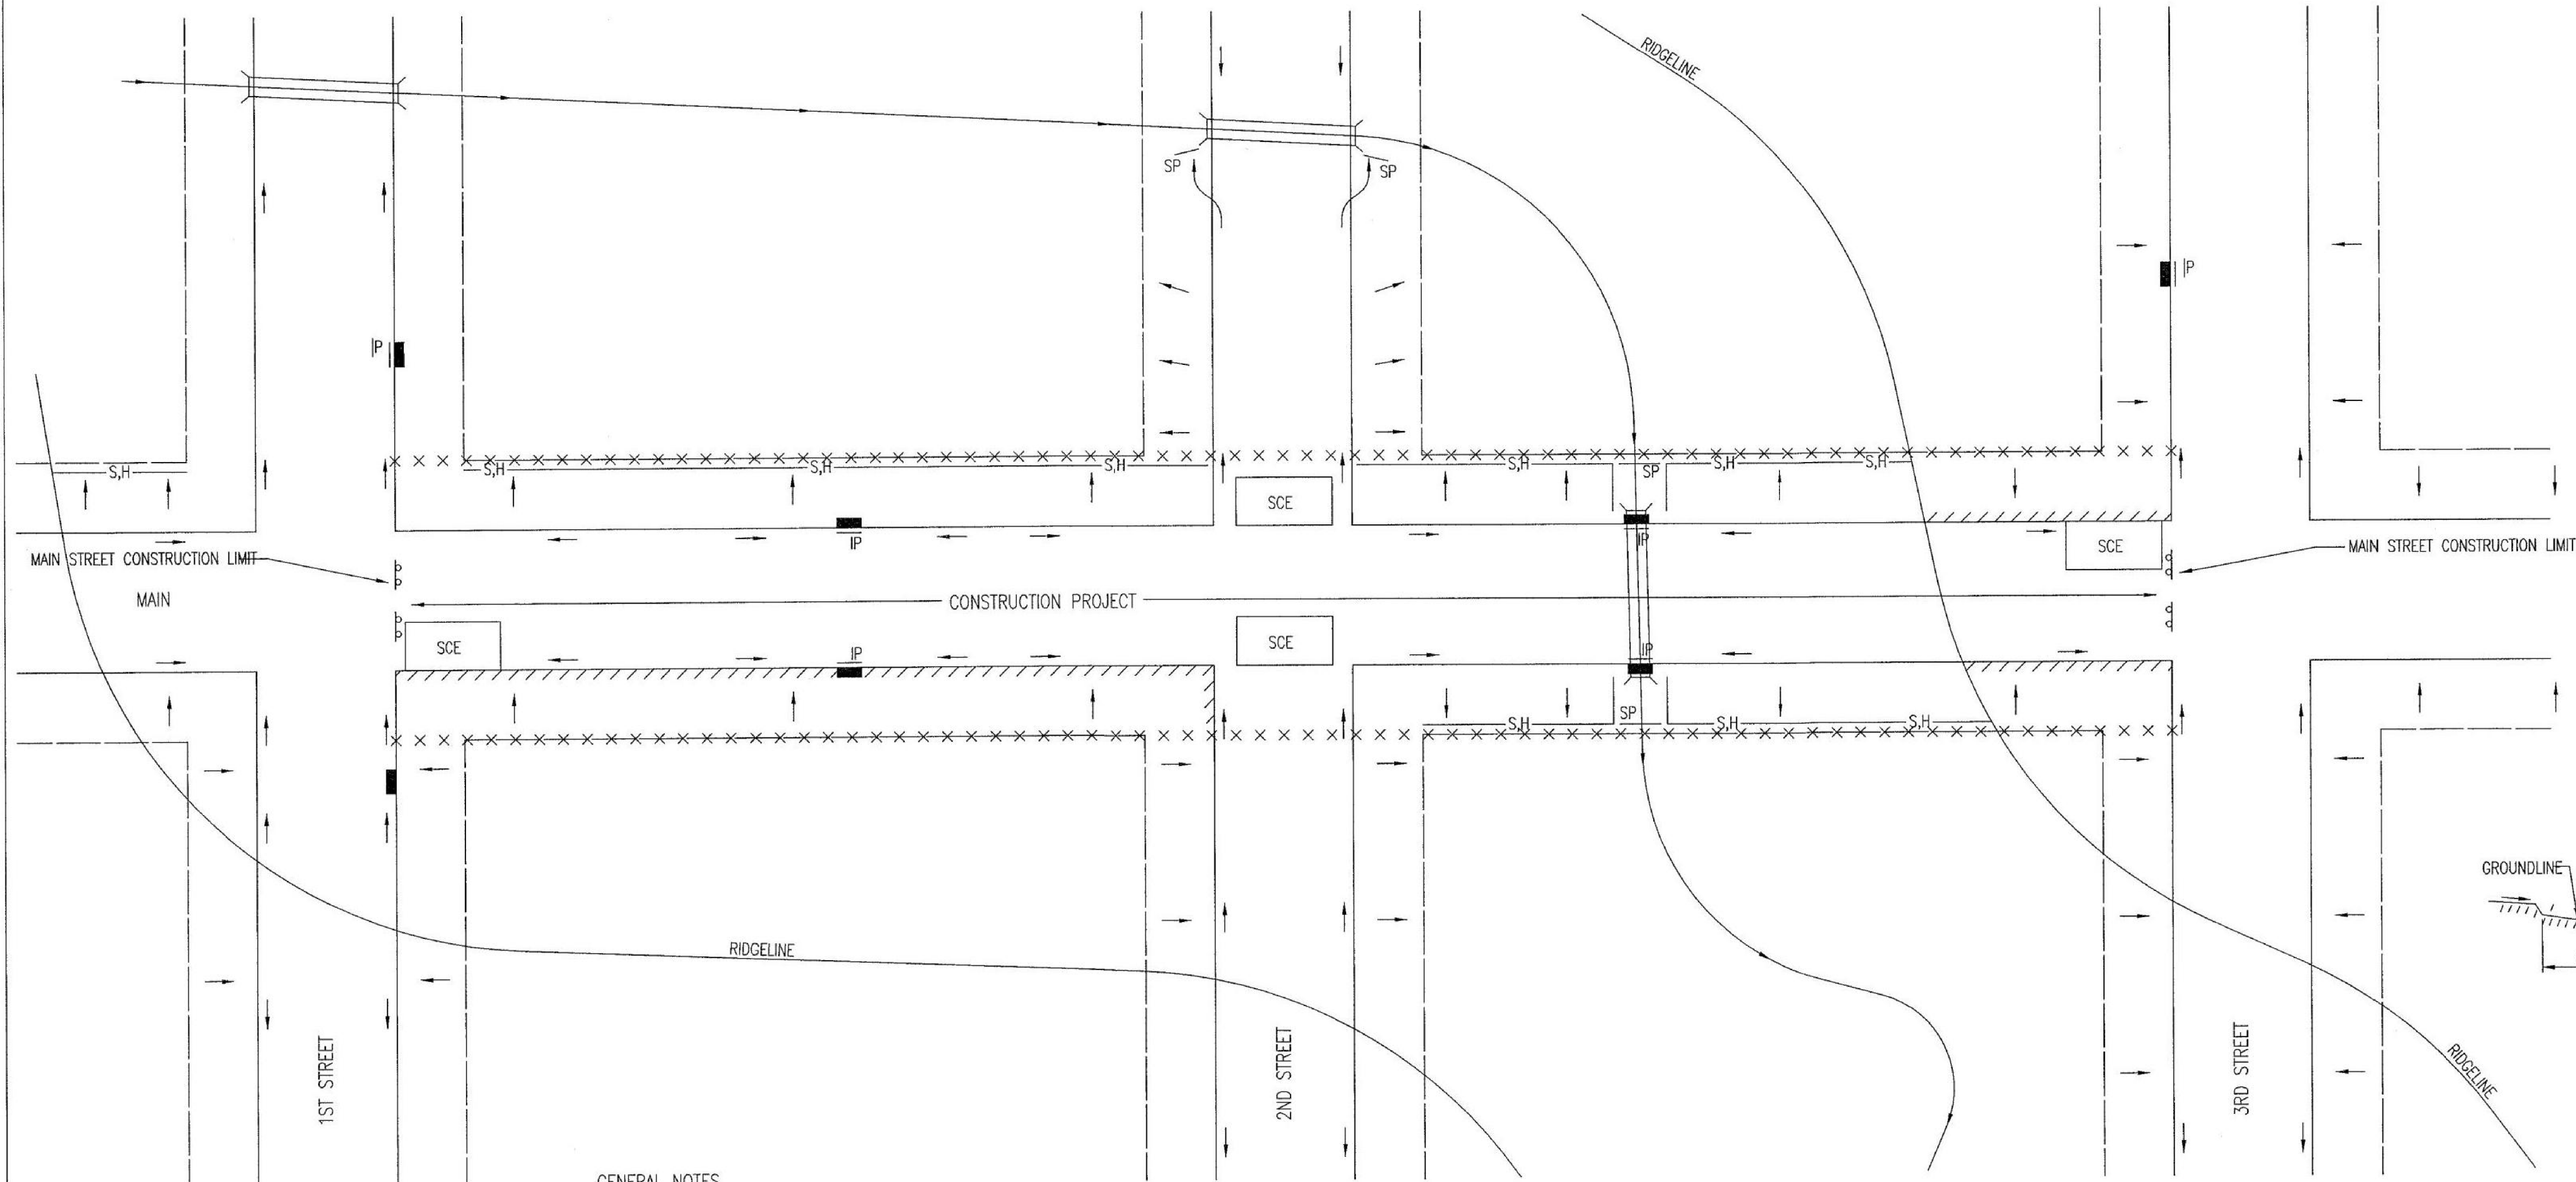 RIDGELINE
SP
SP
IP
IP
S,H
S,H
S,H
S,H
S,H
SP
S,H
S,H
SCE
IP
IP
SCE
MAIN STREET CONSTRUCTION LIMIT
MAIN STREET CONSTRUCTION LIMIT
MAIN
CONSTRUCTION PROJECT
SCE
SCE
IP
IP
SP
S,H
S,H
S,H
GROUNDLINE
RIDGELINE
1ST STREET
2ND STREET
3RD STREET
RIDGELINE
GENERAL NOTES